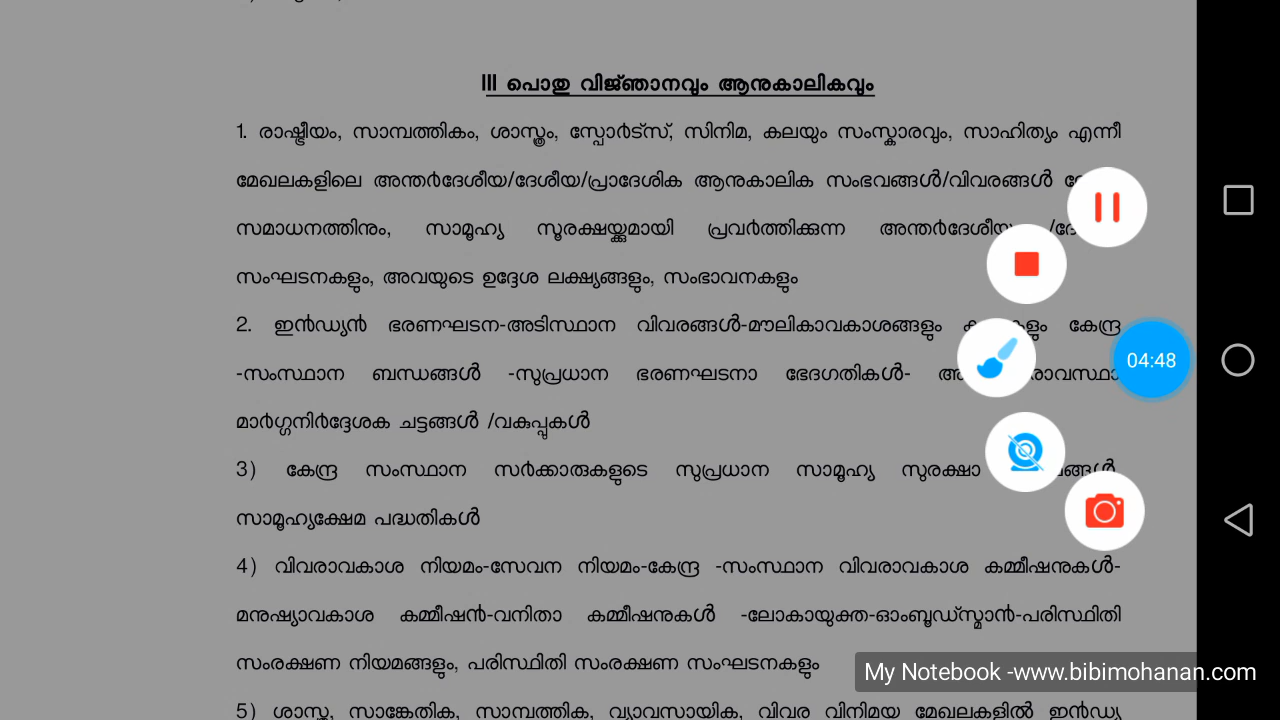 III പൊതു വിജ്ഞാനവും ആനുകാലികവും
1. രാഷ്ട്രീയം, സാമ്പത്തികം, ശാസ്ത്രം, സ്പോർട്സ്, സിനിമ, കലയും സംസ്കാരവും, സാഹിത്യം എന്നീ
മേഖലകളിലെ അന്തർദേശീയ/ദേശീയ/പ്രാദേശിക ആനുകാലിക സംഭവങ്ങൾ/വിവരങ്ങൾ
സമാധനത്തിനും, സാമൂഹ്യ സൂരക്ഷയ്ക്കുമായി പ്രവർത്തിക്കുന്ന
സംഘടനകളും, അവയുടെ ഉദ്ദേശ ലക്ഷ്യങ്ങളും, സംഭാവനകളും
04:48
2. ഇൻഡ്യൻ ഭരണഘടന-അടിസ്ഥാന വിവരങ്ങൾ-മൗലികാവകാശങ്ങളും കേന്ദ്ര
-സംസ്ഥാന ബന്ധങ്ങൾ -സുപ്രധാന ഭരണഘടനാ ഭേദഗതികൾ-
മാർഗ്ഗനിർദ്ദേശക ചട്ടങ്ങൾ /വകുപ്പുകൾ
3) കേന്ദ്ര സംസ്ഥാന സർക്കാരുകളുടെ സുപ്രധാന സാമൂഹ്യ സുരക്ഷാ
സാമൂഹ്യക്ഷേമ പദ്ധതികൾ
4) വിവരാവകാശ നിയമം-സേവന നിയമം-കേന്ദ്ര -സംസ്ഥാന വിവരാവകാശ കമ്മീഷനുകൾ-
മനുഷ്യാവകാശ കമ്മീഷൻ-വനിതാ കമ്മീഷനുകൾ -ലോകായുക്ത-ഓംബൂഡ്സ്മാൻ-പരിസ്ഥിതി
സംരക്ഷണ നിയമങ്ങളും, പരിസ്ഥിതി സംരക്ഷണ സംഘടനകളും
My Notebook -www.bibimohanan.com
5) ശാസ്ത്ര, സാങ്കേതിക, സാമ്പത്തിക, വ്യാവസായിക, വിവര വിനിമയ മേഖലകളിൽ ഇൻഡ്യ